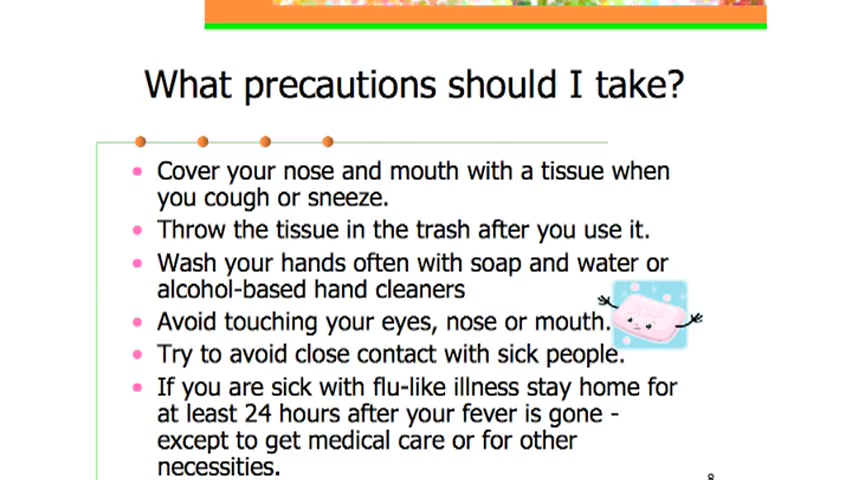 What precautions should I take?
Cover your nose and mouth with a tissue when
you cough or sneeze.
Throw the tissue in the trash after you use it.
Wash your hands often with soap and water or
alcohol-based hand cleaners
SOAP
Avoid touching your eyes, nose or mouth.
Try to avoid close contact with sick people.
If you are sick with flu-like illness stay home for
at least 24 hours after your fever is gone -
except to get medical care or for other
necessities.
8